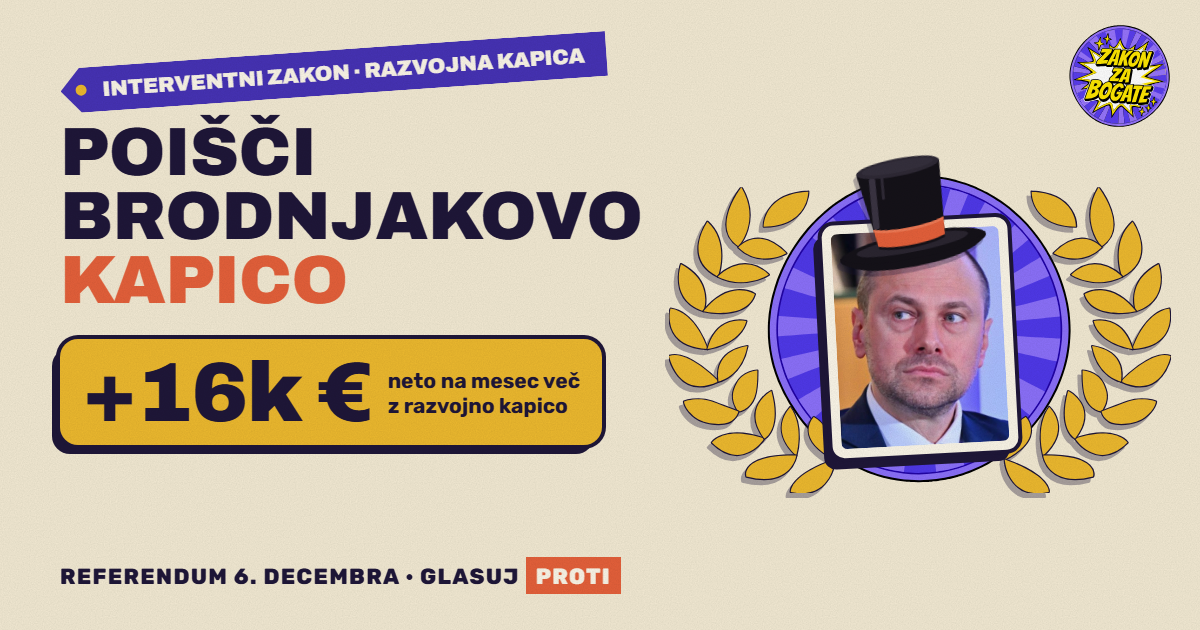 INTERVENTNI ZAKON · RAZVOJNA KAPICA
ZAKON
ZA
BOGATE
POIŠČI
BRODNJAKOVO
KAPICO
+16k €
neto na mesec več
z razvojno kapico
REFERENDUM 6. DECEMBRA · GLASUJ PROTI